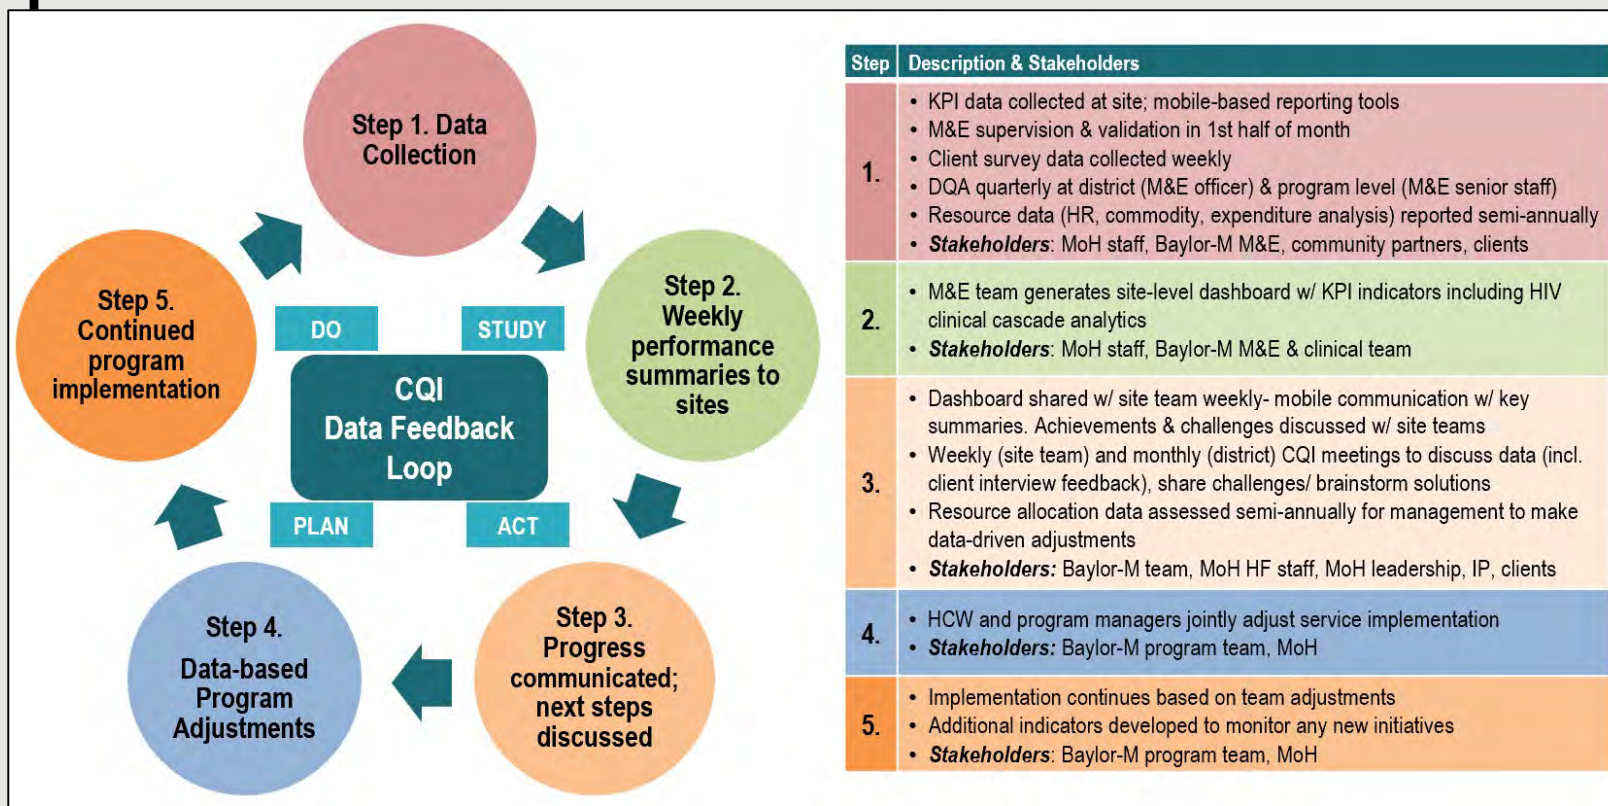 Step 1. Data
Collection
Step 2.
Weekly
performance
summaries to
sites
Step 3.
Progress
communicated;
next steps
discussed
Step 4.
Data-based
Program
Adjustments
Step 5.
Continued
program
implementation
DO
STUDY
CQI
Data Feedback
Loop
PLAN
ACT
Step Description & Stakeholders
1.
• KPI data collected at site; mobile-based reporting tools
• M&E supervision & validation in 1st half of month
• Client survey data collected weekly
• DQA quarterly at district (M&E officer) & program level (M&E senior staff)
• Resource data (HR, commodity, expenditure analysis) reported semi-annually
• Stakeholders: MoH staff, Baylor-M M&E, community partners, clients
2.
• M&E team generates site-level dashboard w/ KPI indicators including HIV
clinical cascade analytics
• Stakeholders: MoH staff, Baylor-M M&E & clinical team
3.
• Dashboard shared w/ site team weekly- mobile communication w/ key
summaries. Achievements & challenges discussed w/ site teams
• Weekly (site team) and monthly (district) CQI meetings to discuss data (incl.
client interview feedback), share challenges/ brainstorm solutions
• Resource allocation data assessed semi-annually for management to make
data-driven adjustments
• Stakeholders: Baylor-M team, MoH HF staff, MoH leadership, IP, clients
4.
• HCW and program managers jointly adjust service implementation
• Stakeholders: Baylor-M program team, MoH
5.
• Implementation continues based on team adjustments
• Additional indicators developed to monitor any new initiatives
• Stakeholders: Baylor-M program team, MoH